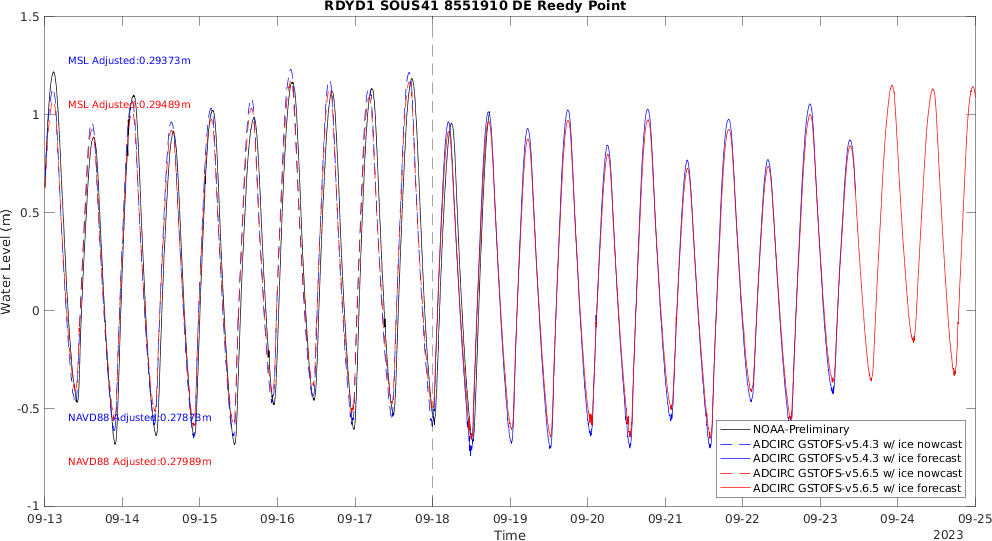 RDYD1 SOUS41 8551910 DE Reedy Point
1.5
MSL Adjusted:0.29373m
MSL Adjusted:0.29489m
1
0.5
Water Level (m)
0
-0.5
NAVD88 Adjusted:0.27873m
NAVD88 Adjusted:0.27989m
-1
NOAA-Preliminary
ADCIRC GSTOFS-v5.4.3 w/ ice nowcast
ADCIRC GSTOFS-v5.4.3 w/ ice forecast
ADCIRC GSTOFS-v5.6.5 w/ ice nowcast
ADCIRC GSTOFS-v5.6.5 w/ ice forecast
09-13 09-14 09-15 09-16 09-17 09-18 09-19 09-20 09-21 09-22 09-23 09-24 09-25
Time
2023